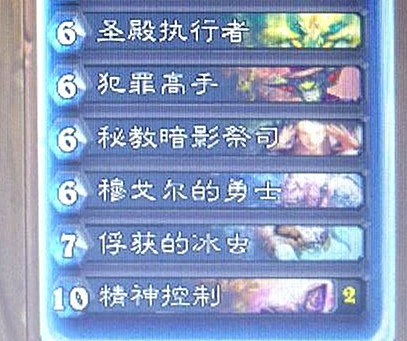 6 圣殿执行者
6 犯罪高手
6 秘教暗影祭司
6 穆戈尔的勇士
7 俘获的冰虫
10 精神控制 2